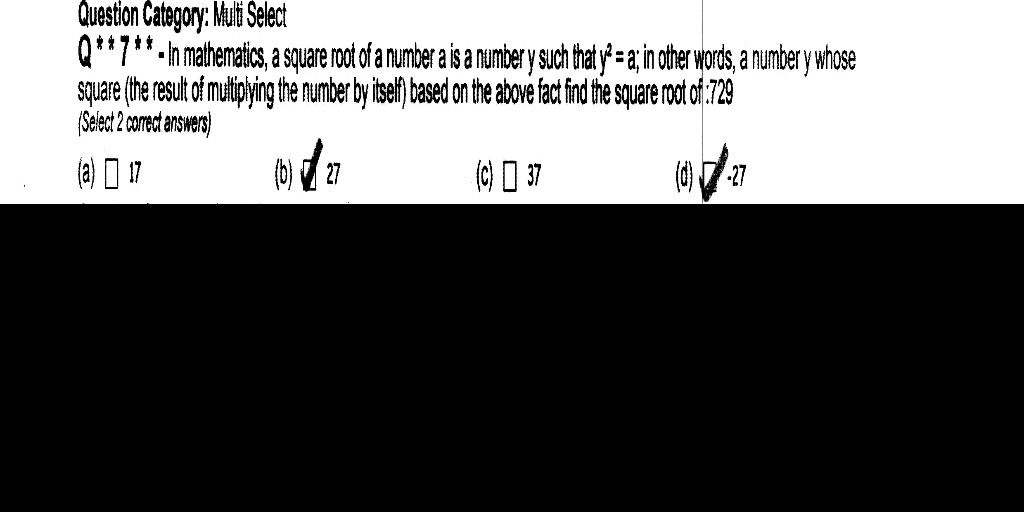 Question Category: Multi Select
Q**7** - In mathematics, a square root of a number a is a number y such that y² = a; in other words, a number y whose
square (the result of multiplying the number by itself) based on the above fact find the square root of :729
(Select 2 correct answers)
(a) 17 (b) 27 (c) 37 (d) -27